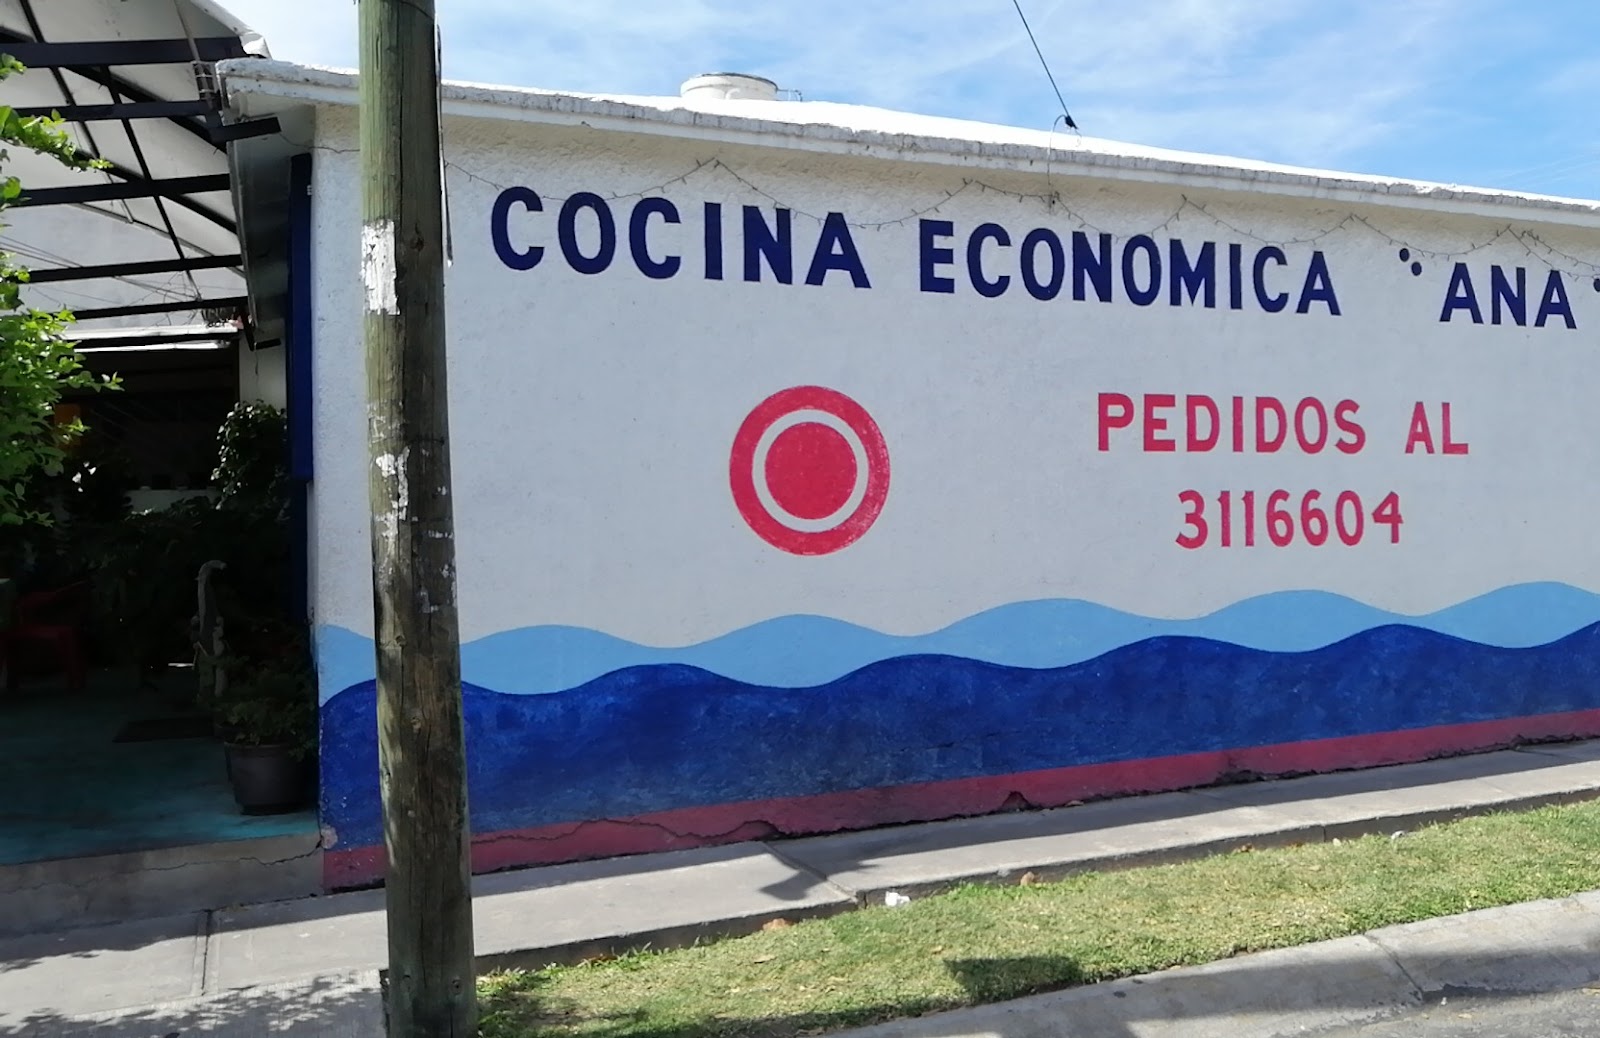 COCINA ECONOMICA "ANA"
PEDIDOS AL
3116604